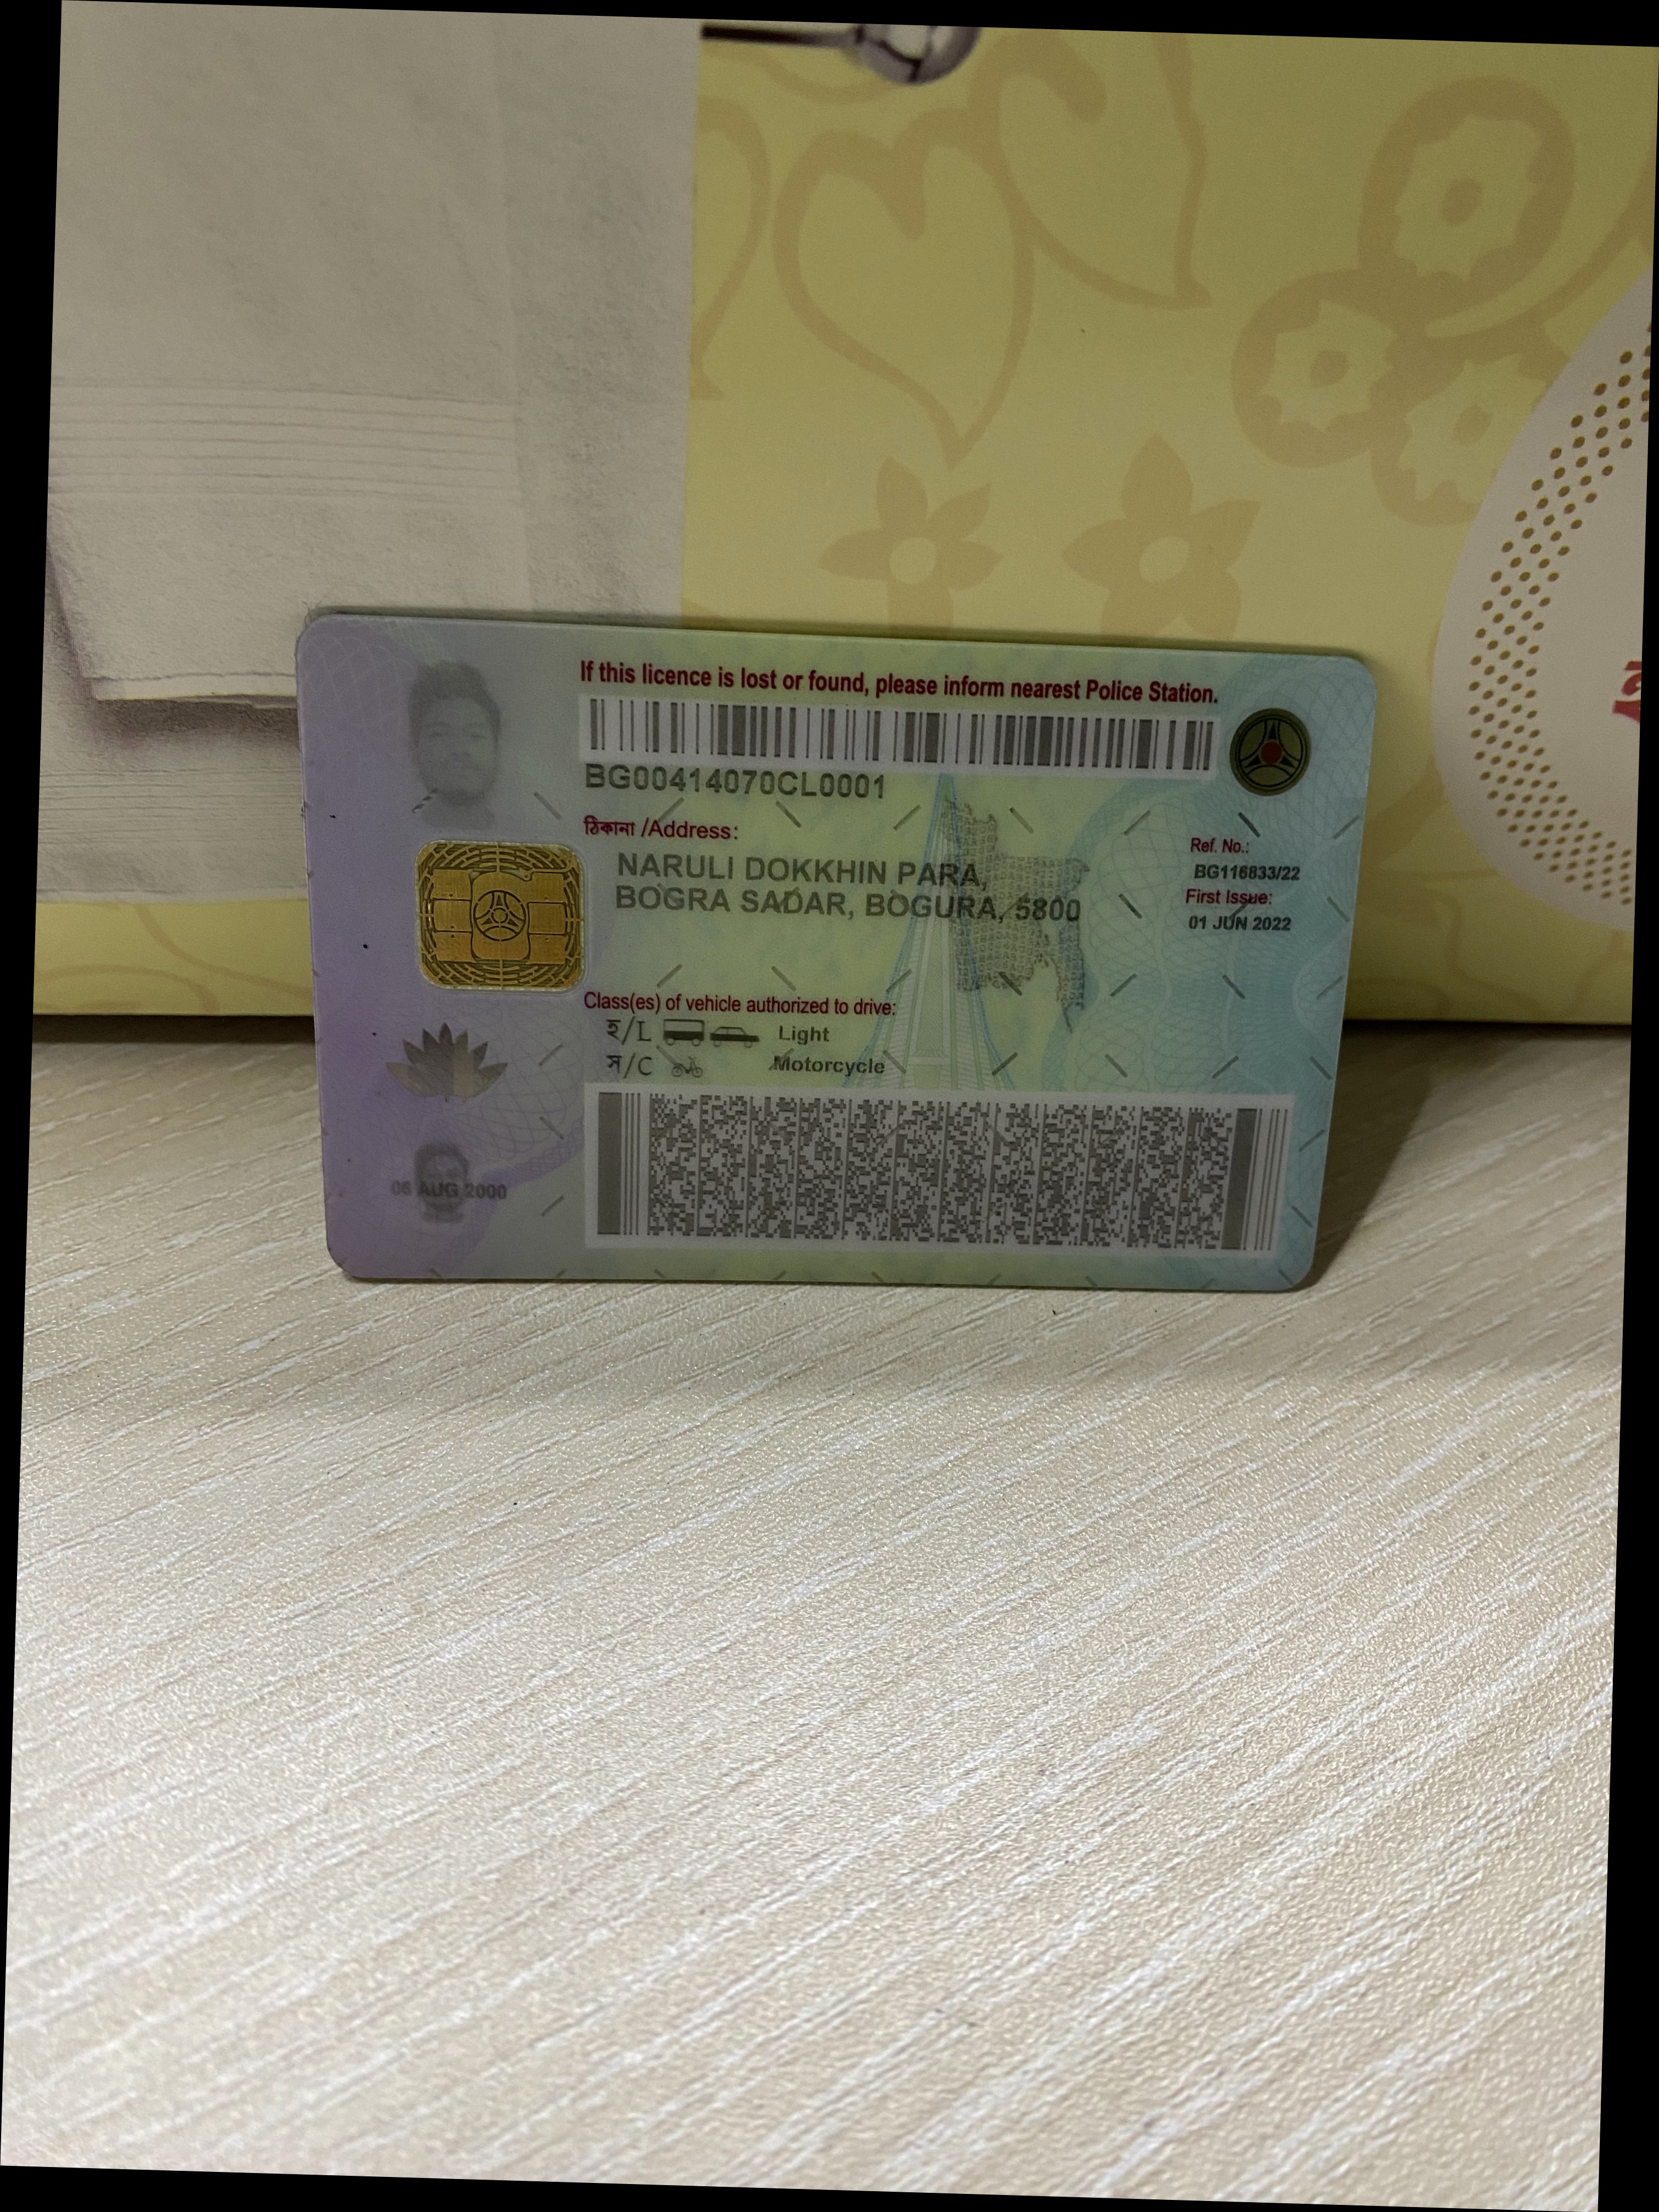 If this licence is lost or found, please inform nearest Police Station.
BG00414070CL0001
ঠিকানা /Address:
NARULI DOKKHIN PARA,
BOGRA SADAR, BOGURA, 5800
Ref. No.:
BG116833/22
First Issue:
01 JUN 2022
Class(es) of vehicle authorized to drive:
হ/L Light
স/C Motorcycle
06 AUG 2000